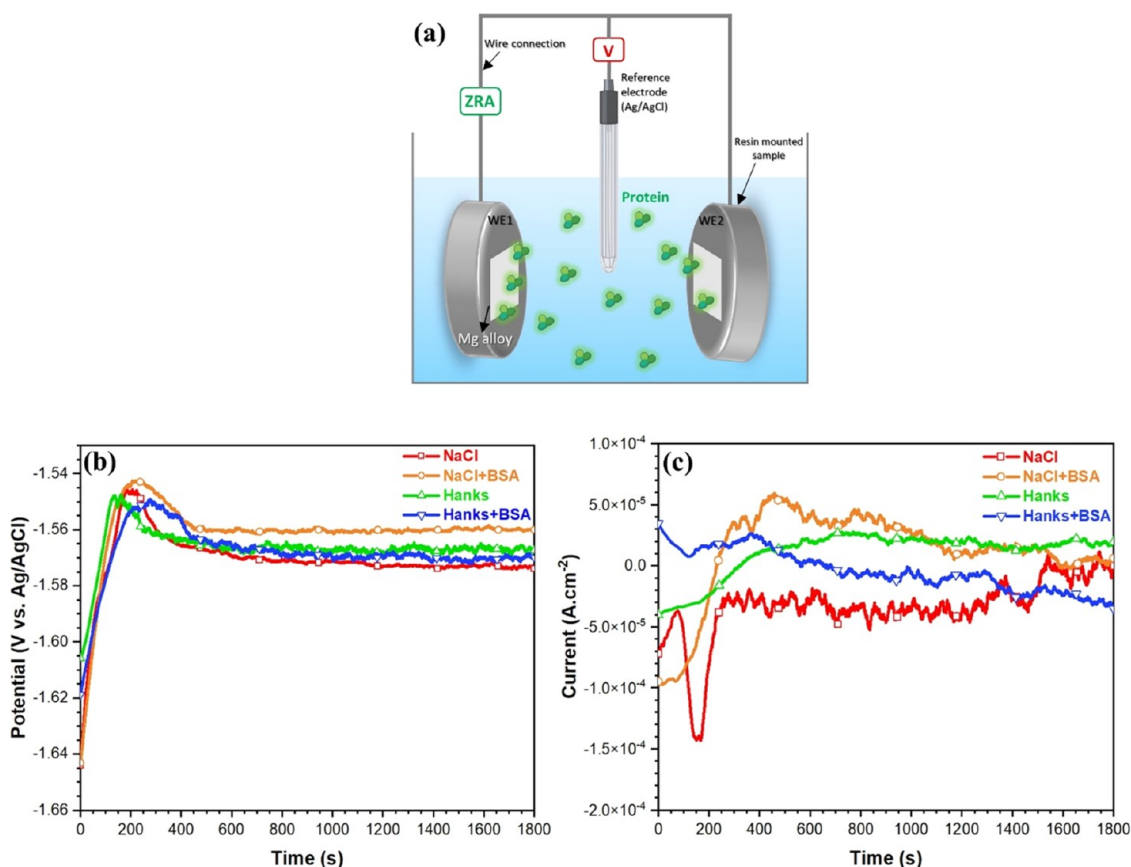 (a)
Wire connection
V
ZRA
Reference
electrode
(Ag/AgCl)
Resin mounted
sample
Protein
WE1
WE2
Mg alloy
(b)
NaCl
NaCl+BSA
Hanks
Hanks+BSA
Potential (V vs. Ag/AgCl)
-1.54
-1.56
-1.58
-1.60
-1.62
-1.64
-1.66
0 200 400 600 800 1000 1200 1400 1600 1800
Time (s)
(c)
NaCl
NaCl+BSA
Hanks
Hanks+BSA
Current (A.cm⁻²)
1.0×10⁻⁴
5.0×10⁻⁵
0.0
-5.0×10⁻⁵
-1.0×10⁻⁴
-1.5×10⁻⁴
-2.0×10⁻⁴
0 200 400 600 800 1000 1200 1400 1600 1800
Time (s)